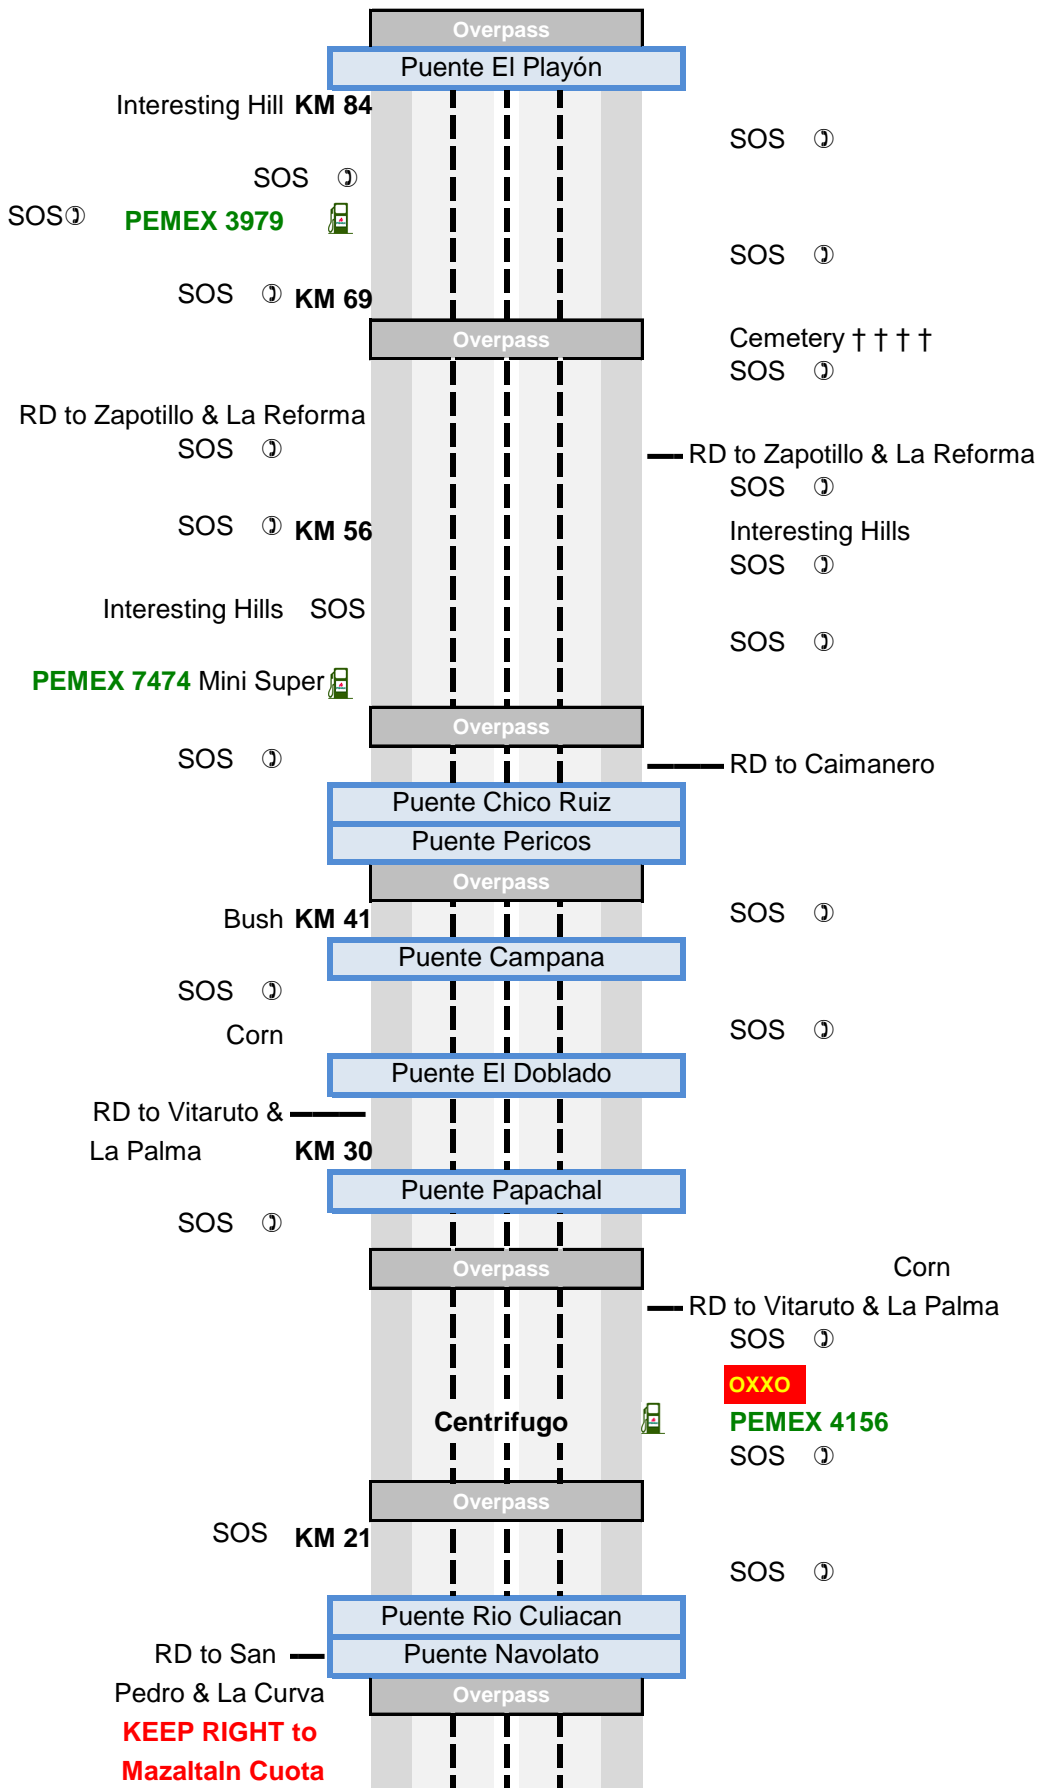 Overpass
Puente El Playón
Interesting Hill KM 84
SOS
SOS
SOS PEMEX 3979
SOS
SOS KM 69
Overpass
Cemetery † † † †
SOS
RD to Zapotillo & La Reforma
SOS
RD to Zapotillo & La Reforma
SOS
SOS KM 56
Interesting Hills
SOS
Interesting Hills SOS
SOS
PEMEX 7474 Mini Super
Overpass
SOS
RD to Caimanero
Puente Chico Ruiz
Puente Pericos
Overpass
SOS
Bush KM 41
Puente Campana
SOS
SOS
Corn
Puente El Doblado
RD to Vitaruto &
La Palma KM 30
Puente Papachal
SOS
Overpass
Corn
RD to Vitaruto & La Palma
SOS
OXXO
Centrifugo
PEMEX 4156
SOS
Overpass
SOS KM 21
SOS
Puente Rio Culiacan
RD to San
Puente Navolato
Pedro & La Curva
Overpass
KEEP RIGHT to
Mazaltaln Cuota